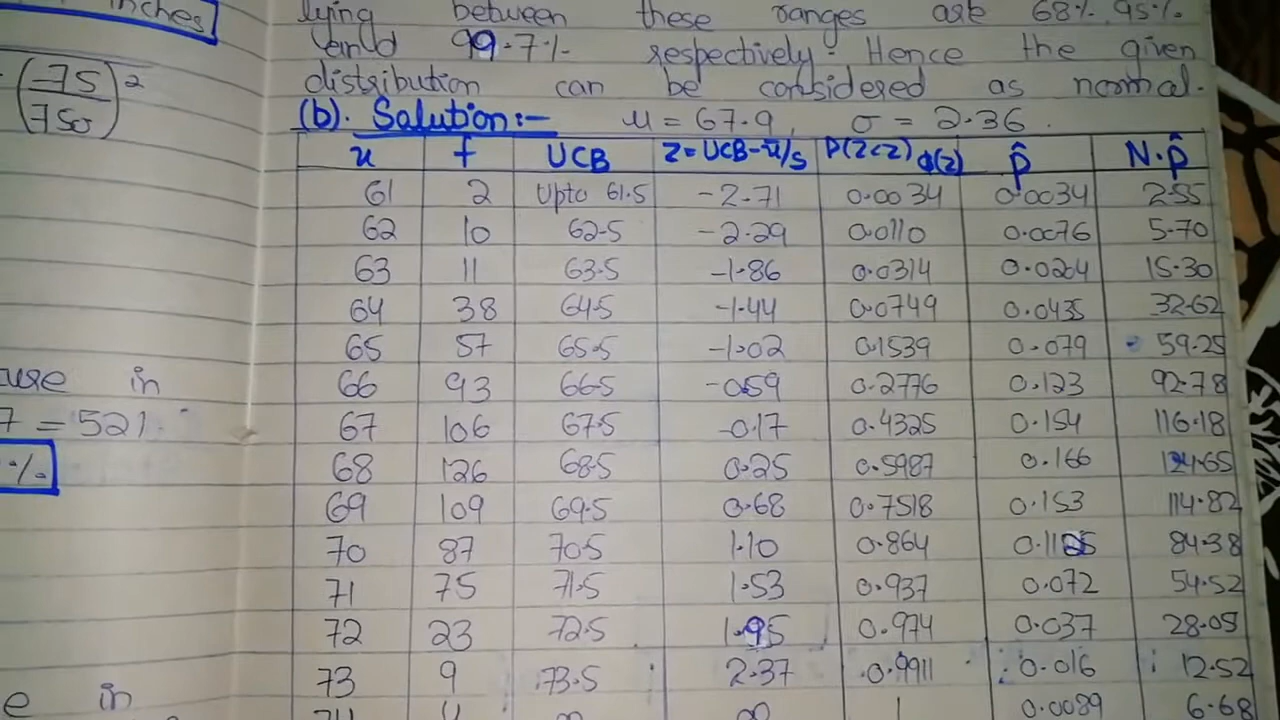 inches
(75/750)²
use in
7 = 521.
%
e in
lying between these ranges are 68%. 95%.
and 99.7% respectively. Hence the given
distribution can be considered as normal.
(b). Solution:- u = 67.9, σ = 2.36.
x f UCB Z=UCB-x̄/s P(Z<z) φ(z) p̂ N.p̂
61 2 Upto 61.5 -2.71 0.0034 0.0034 2.55
62 10 62.5 -2.29 0.0110 0.0076 5.70
63 11 63.5 -1.86 0.0314 0.0204 15.30
64 38 64.5 -1.44 0.0749 0.0435 32.62
65 57 65.5 -1.02 0.1539 0.079 59.25
66 93 66.5 -0.59 0.2776 0.123 92.78
67 106 67.5 -0.17 0.4325 0.154 116.18
68 126 68.5 0.25 0.5987 0.166 124.65
69 109 69.5 0.68 0.7518 0.153 114.82
70 87 70.5 1.10 0.864 0.1125 84.38
71 75 71.5 1.53 0.937 0.072 54.52
72 23 72.5 1.95 0.974 0.037 28.05
73 9 73.5 2.37 0.9911 0.016 12.52
74 4 ∞ ∞ 1 0.0089 6.68